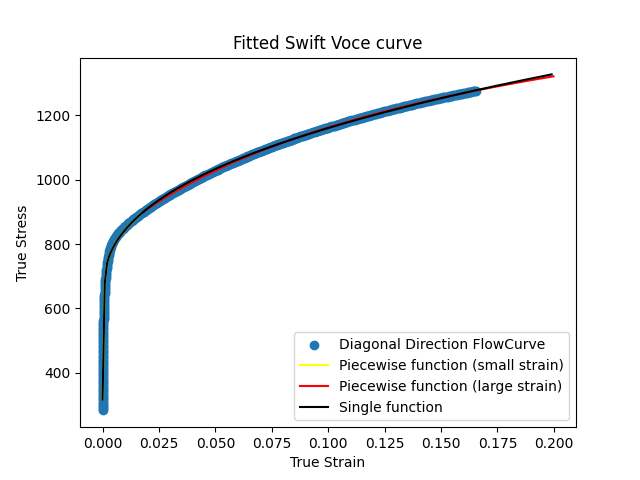 Fitted Swift Voce curve
True Stress
1200
1000
800
600
400
Diagonal Direction FlowCurve
Piecewise function (small strain)
Piecewise function (large strain)
Single function
0.000 0.025 0.050 0.075 0.100 0.125 0.150 0.175 0.200
True Strain